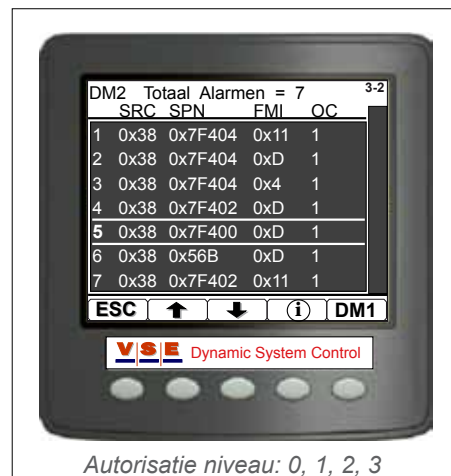 DM2 Totaal Alarmen = 7 3-2
SRC SPN FMI OC
1 0x38 0x7F404 0x11 1
2 0x38 0x7F404 0xD 1
3 0x38 0x7F404 0x4 1
4 0x38 0x7F402 0xD 1
5 0x38 0x7F400 0xD 1
6 0x38 0x56B 0xD 1
7 0x38 0x7F402 0x11 1
ESC ↑ ↓ i DM1
VSE Dynamic System Control
Autorisatie niveau: 0, 1, 2, 3